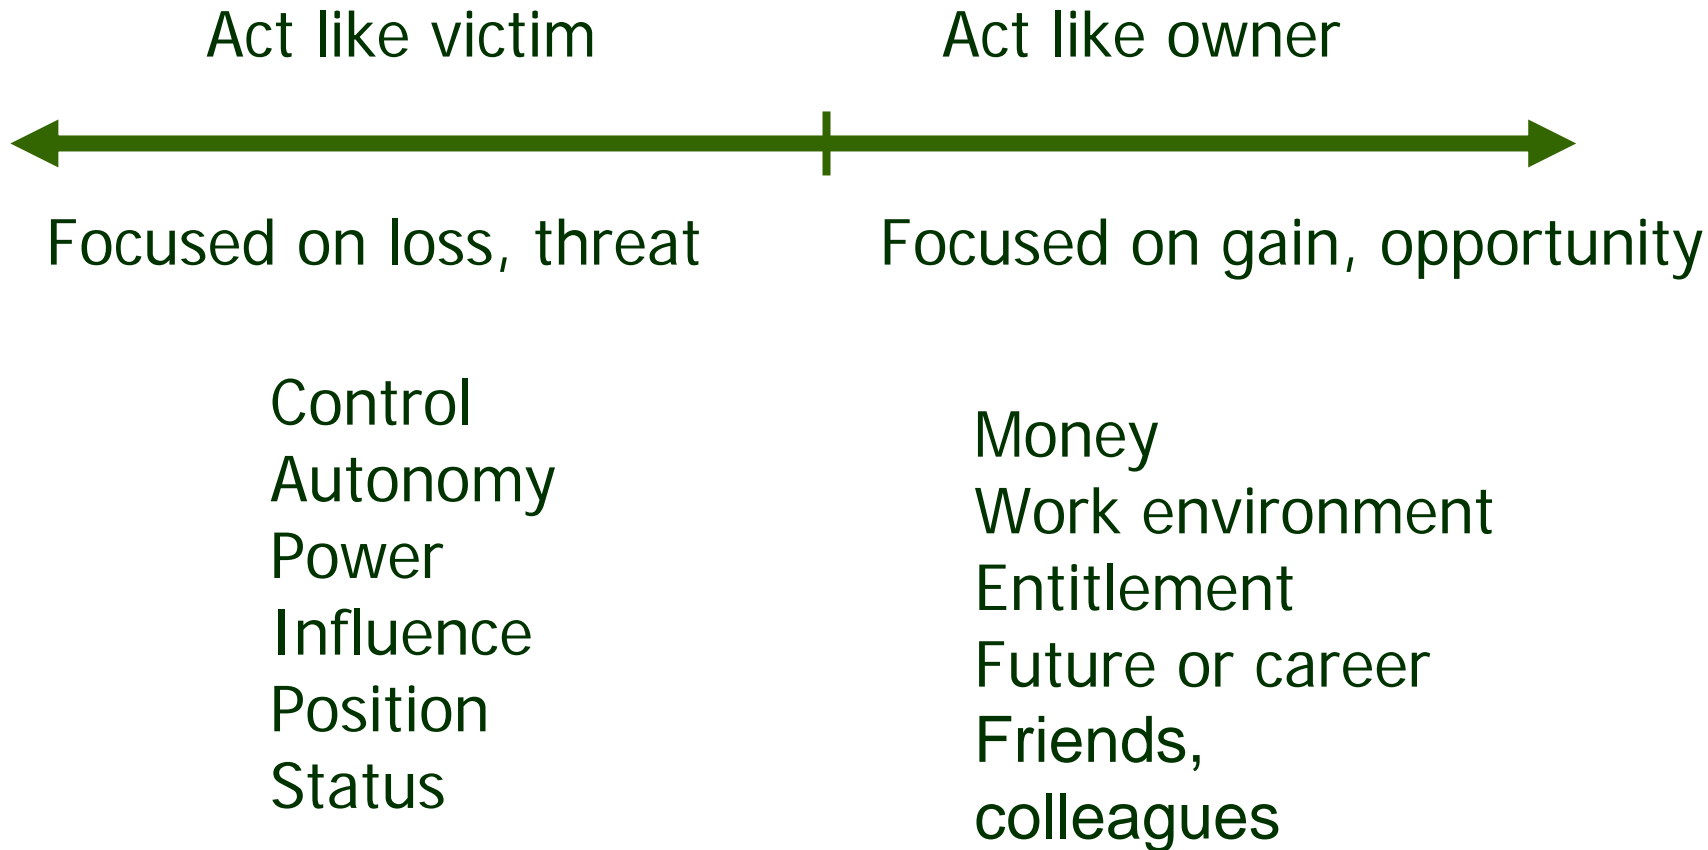 Act like victim
Act like owner
Focused on loss, threat
Focused on gain, opportunity
Control
Autonomy
Power
Influence
Position
Status
Money
Work environment
Entitlement
Future or career
Friends,
colleagues